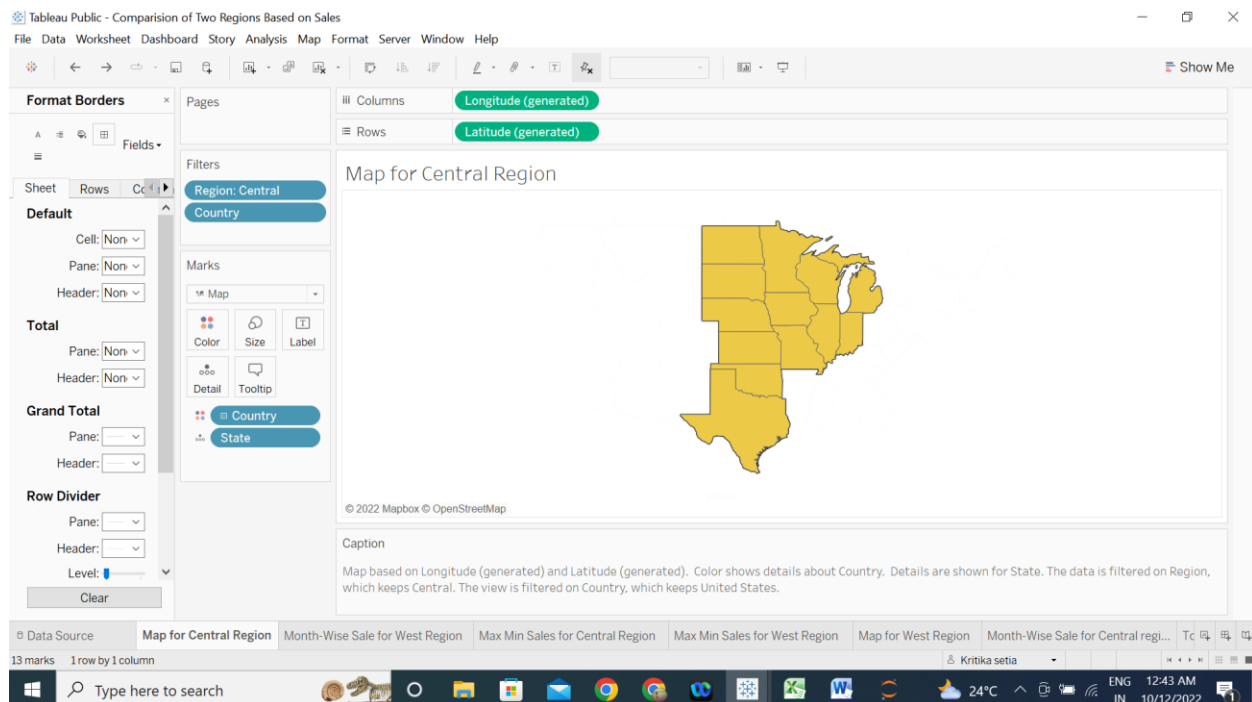 Tableau Public - Comparision of Two Regions Based on Sales
File Data Worksheet Dashboard Story Analysis Map Format Server Window Help
Show Me
Format Borders
Fields
Sheet Rows
Default
Cell: Non
Pane: Non
Header: Non
Total
Pane: Non
Header: Non
Grand Total
Pane:
Header:
Row Divider
Pane:
Header:
Level:
Clear
Pages
Filters
Region: Central
Country
Marks
Map
Color Size Label
Detail Tooltip
Country
State
Columns Longitude (generated)
Rows Latitude (generated)
Map for Central Region
© 2022 Mapbox © OpenStreetMap
Caption
Map based on Longitude (generated) and Latitude (generated). Color shows details about Country. Details are shown for State. The data is filtered on Region,
which keeps Central. The view is filtered on Country, which keeps United States.
Data Source Map for Central Region Month-Wise Sale for West Region Max Min Sales for Central Region Max Min Sales for West Region Map for West Region Month-Wise Sale for Central regi...
13 marks 1 row by 1 column Kritika setia
Type here to search 24°C ENG 12:43 AM
IN 10/12/2022